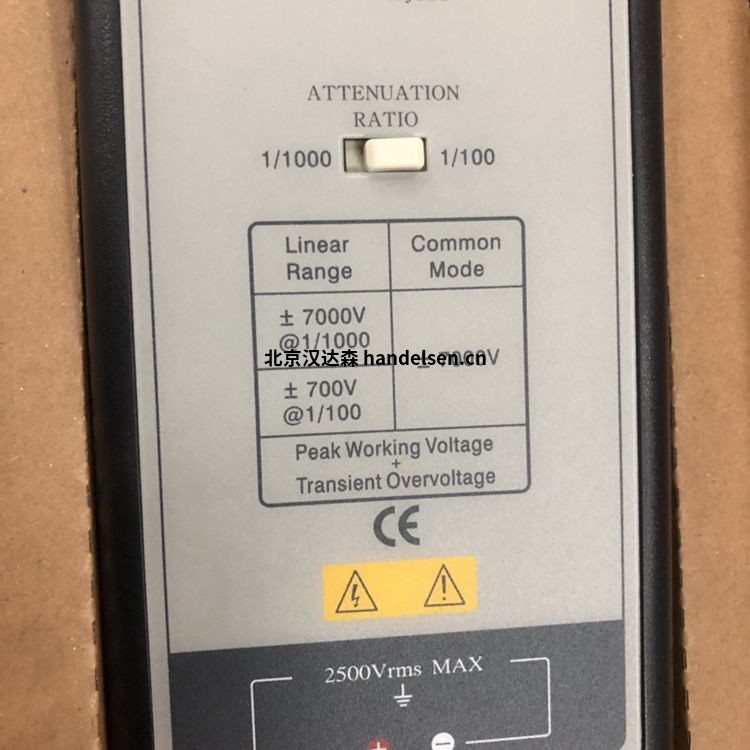 ATTENUATION
RATIO
1/1000 1/100
Linear
Range
Common
Mode
± 7000V
@1/1000
北京汉达森 handelsen.cn
± 700V
@1/100
Peak Working Voltage
+
Transient Overvoltage
CE
2500Vrms MAX
+ −